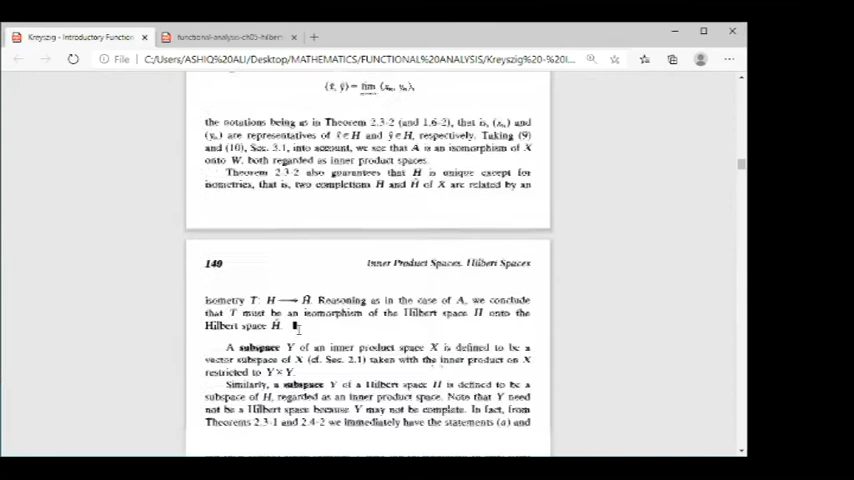 Kreyszig - Introductory Function
functional-analysis-ch05-hilbert
File C:/Users/ASHIQ%20ALI/Desktop/MATHEMATICS/FUNCTIONAL%20ANALYSIS/Kreyszig%20-%20I...
the notations being as in Theorem 2.3-2 (and 1.6-2), that is, (xₙ) and
(yₙ) are representatives of x̂ ∈ H and ŷ ∈ H, respectively. Taking (9)
and (10), Sec. 3.1, into account, we see that A is an isomorphism of X
onto W, both regarded as inner product spaces.
Theorem 2.3-2 also guarantees that H is unique except for
isometries, that is, two completions H and H̃ of X are related by an
149 Inner Product Spaces. Hilbert Spaces
isometry T: H ⟶ H̃. Reasoning as in the case of A, we conclude
that T must be an isomorphism of the Hilbert space H onto the
Hilbert space H̃. ∎
A subspace Y of an inner product space X is defined to be a
vector subspace of X (cf. Sec. 2.1) taken with the inner product on X
restricted to Y×Y.
Similarly, a subspace Y of a Hilbert space H is defined to be a
subspace of H, regarded as an inner product space. Note that Y need
not be a Hilbert space because Y may not be complete. In fact, from
Theorems 2.3-1 and 2.4-2 we immediately have the statements (a) and